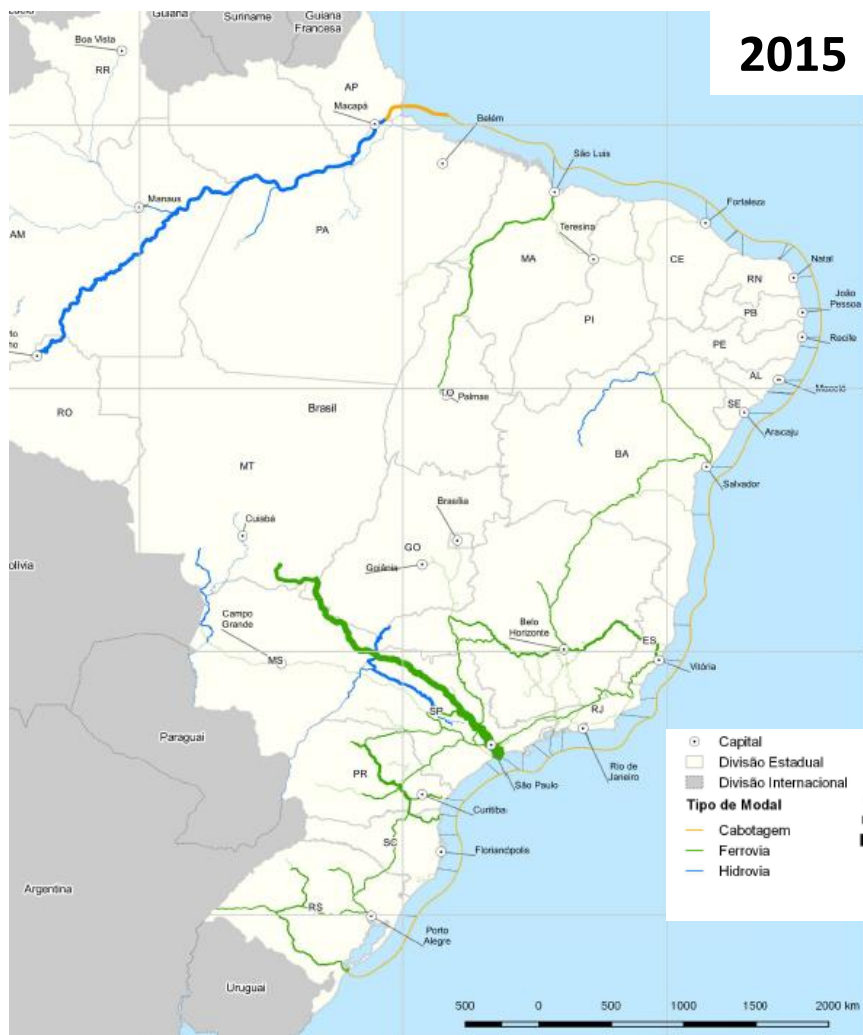 Suriname
Guiana
Francesa
2015
Boa Vista
RR
AP
Macapá
Belém
São Luis
Manaus
Fortaleza
AM
PA
Teresina
MA
CE
Natal
RN
João
Pessoa
PB
PI
PE
Recife
AL
Maceió
TO
Palmas
SE
RO
Brasil
Aracaju
BA
MT
Salvador
Brasília
Cuiabá
GO
Goiânia
Campo
Grande
Belo
Horizonte
ES
MS
Vitória
SP
RJ
Paraguai
Capital
Divisão Estadual
Rio de
Janeiro
Divisão Internacional
PR
São Paulo
Tipo de Modal
Curitiba
Cabotagem
SC
Florianópolis
Ferrovia
Hidrovia
Argentina
RS
Porto
Alegre
Uruguai
500 0 500 1000 1500 2000 km